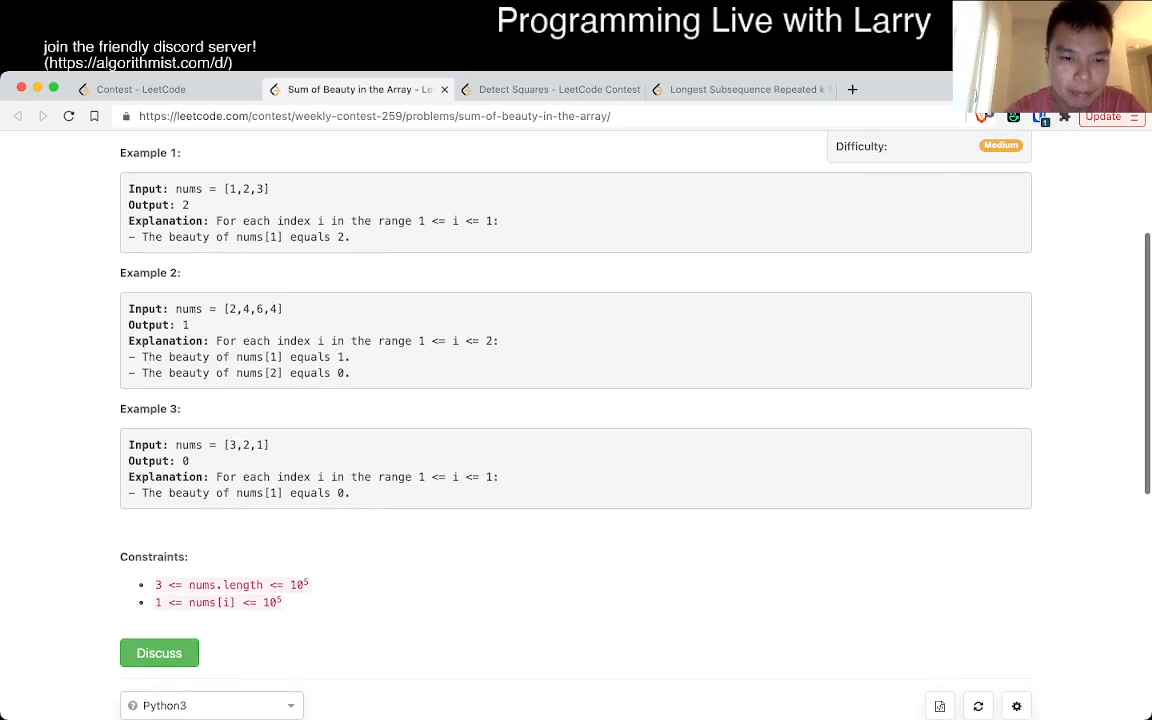 Programming Live with Larry
join the friendly discord server!
(https://algorithmist.com/d/)
Contest - LeetCode
Sum of Beauty in the Array - Le
Detect Squares - LeetCode Contest
Longest Subsequence Repeated k
https://leetcode.com/contest/weekly-contest-259/problems/sum-of-beauty-in-the-array/
Update
Example 1:
Difficulty:
Medium
Input: nums = [1,2,3]
Output: 2
Explanation: For each index i in the range 1 <= i <= 1:
- The beauty of nums[1] equals 2.
Example 2:
Input: nums = [2,4,6,4]
Output: 1
Explanation: For each index i in the range 1 <= i <= 2:
- The beauty of nums[1] equals 1.
- The beauty of nums[2] equals 0.
Example 3:
Input: nums = [3,2,1]
Output: 0
Explanation: For each index i in the range 1 <= i <= 1:
- The beauty of nums[1] equals 0.
Constraints:
3 <= nums.length <= 10⁵
1 <= nums[i] <= 10⁵
Discuss
Python3